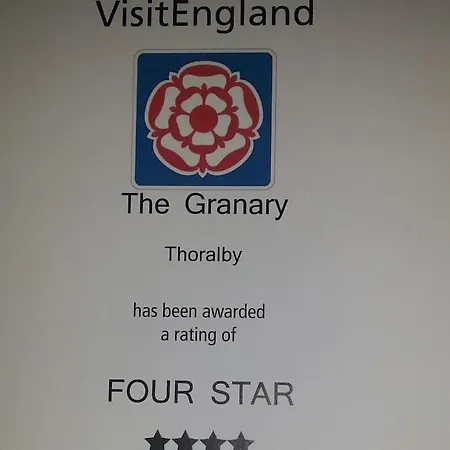 VisitEngland
The Granary
Thoralby
has been awarded
a rating of
FOUR STAR